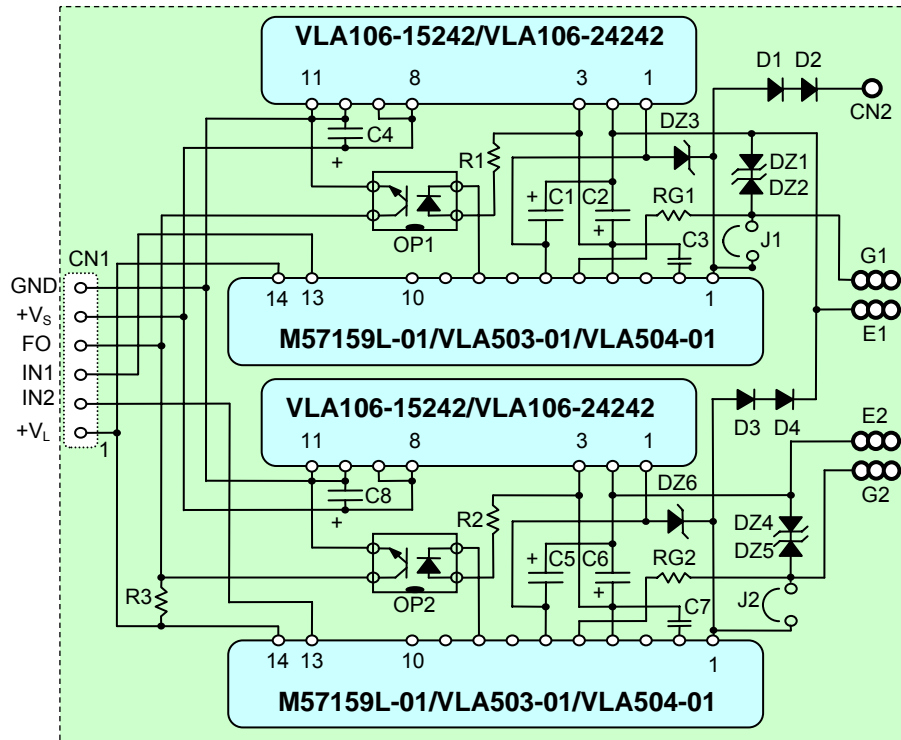 VLA106-15242/VLA106-24242
11 8 3 1
D1 D2
CN2
C4
+
DZ3
R1
DZ1
DZ2
+ C1 C2 +
RG1
OP1
C3
J1
CN1
14 13 10 1
G1
GND
+VS
E1
FO
M57159L-01/VLA503-01/VLA504-01
IN1
IN2
+VL
1
VLA106-15242/VLA106-24242
D3 D4
E2
11 8 3 1
G2
C8
+
DZ6
R2
DZ4
DZ5
+ C5 C6 +
RG2
R3
OP2
C7
J2
14 13 10 1
M57159L-01/VLA503-01/VLA504-01